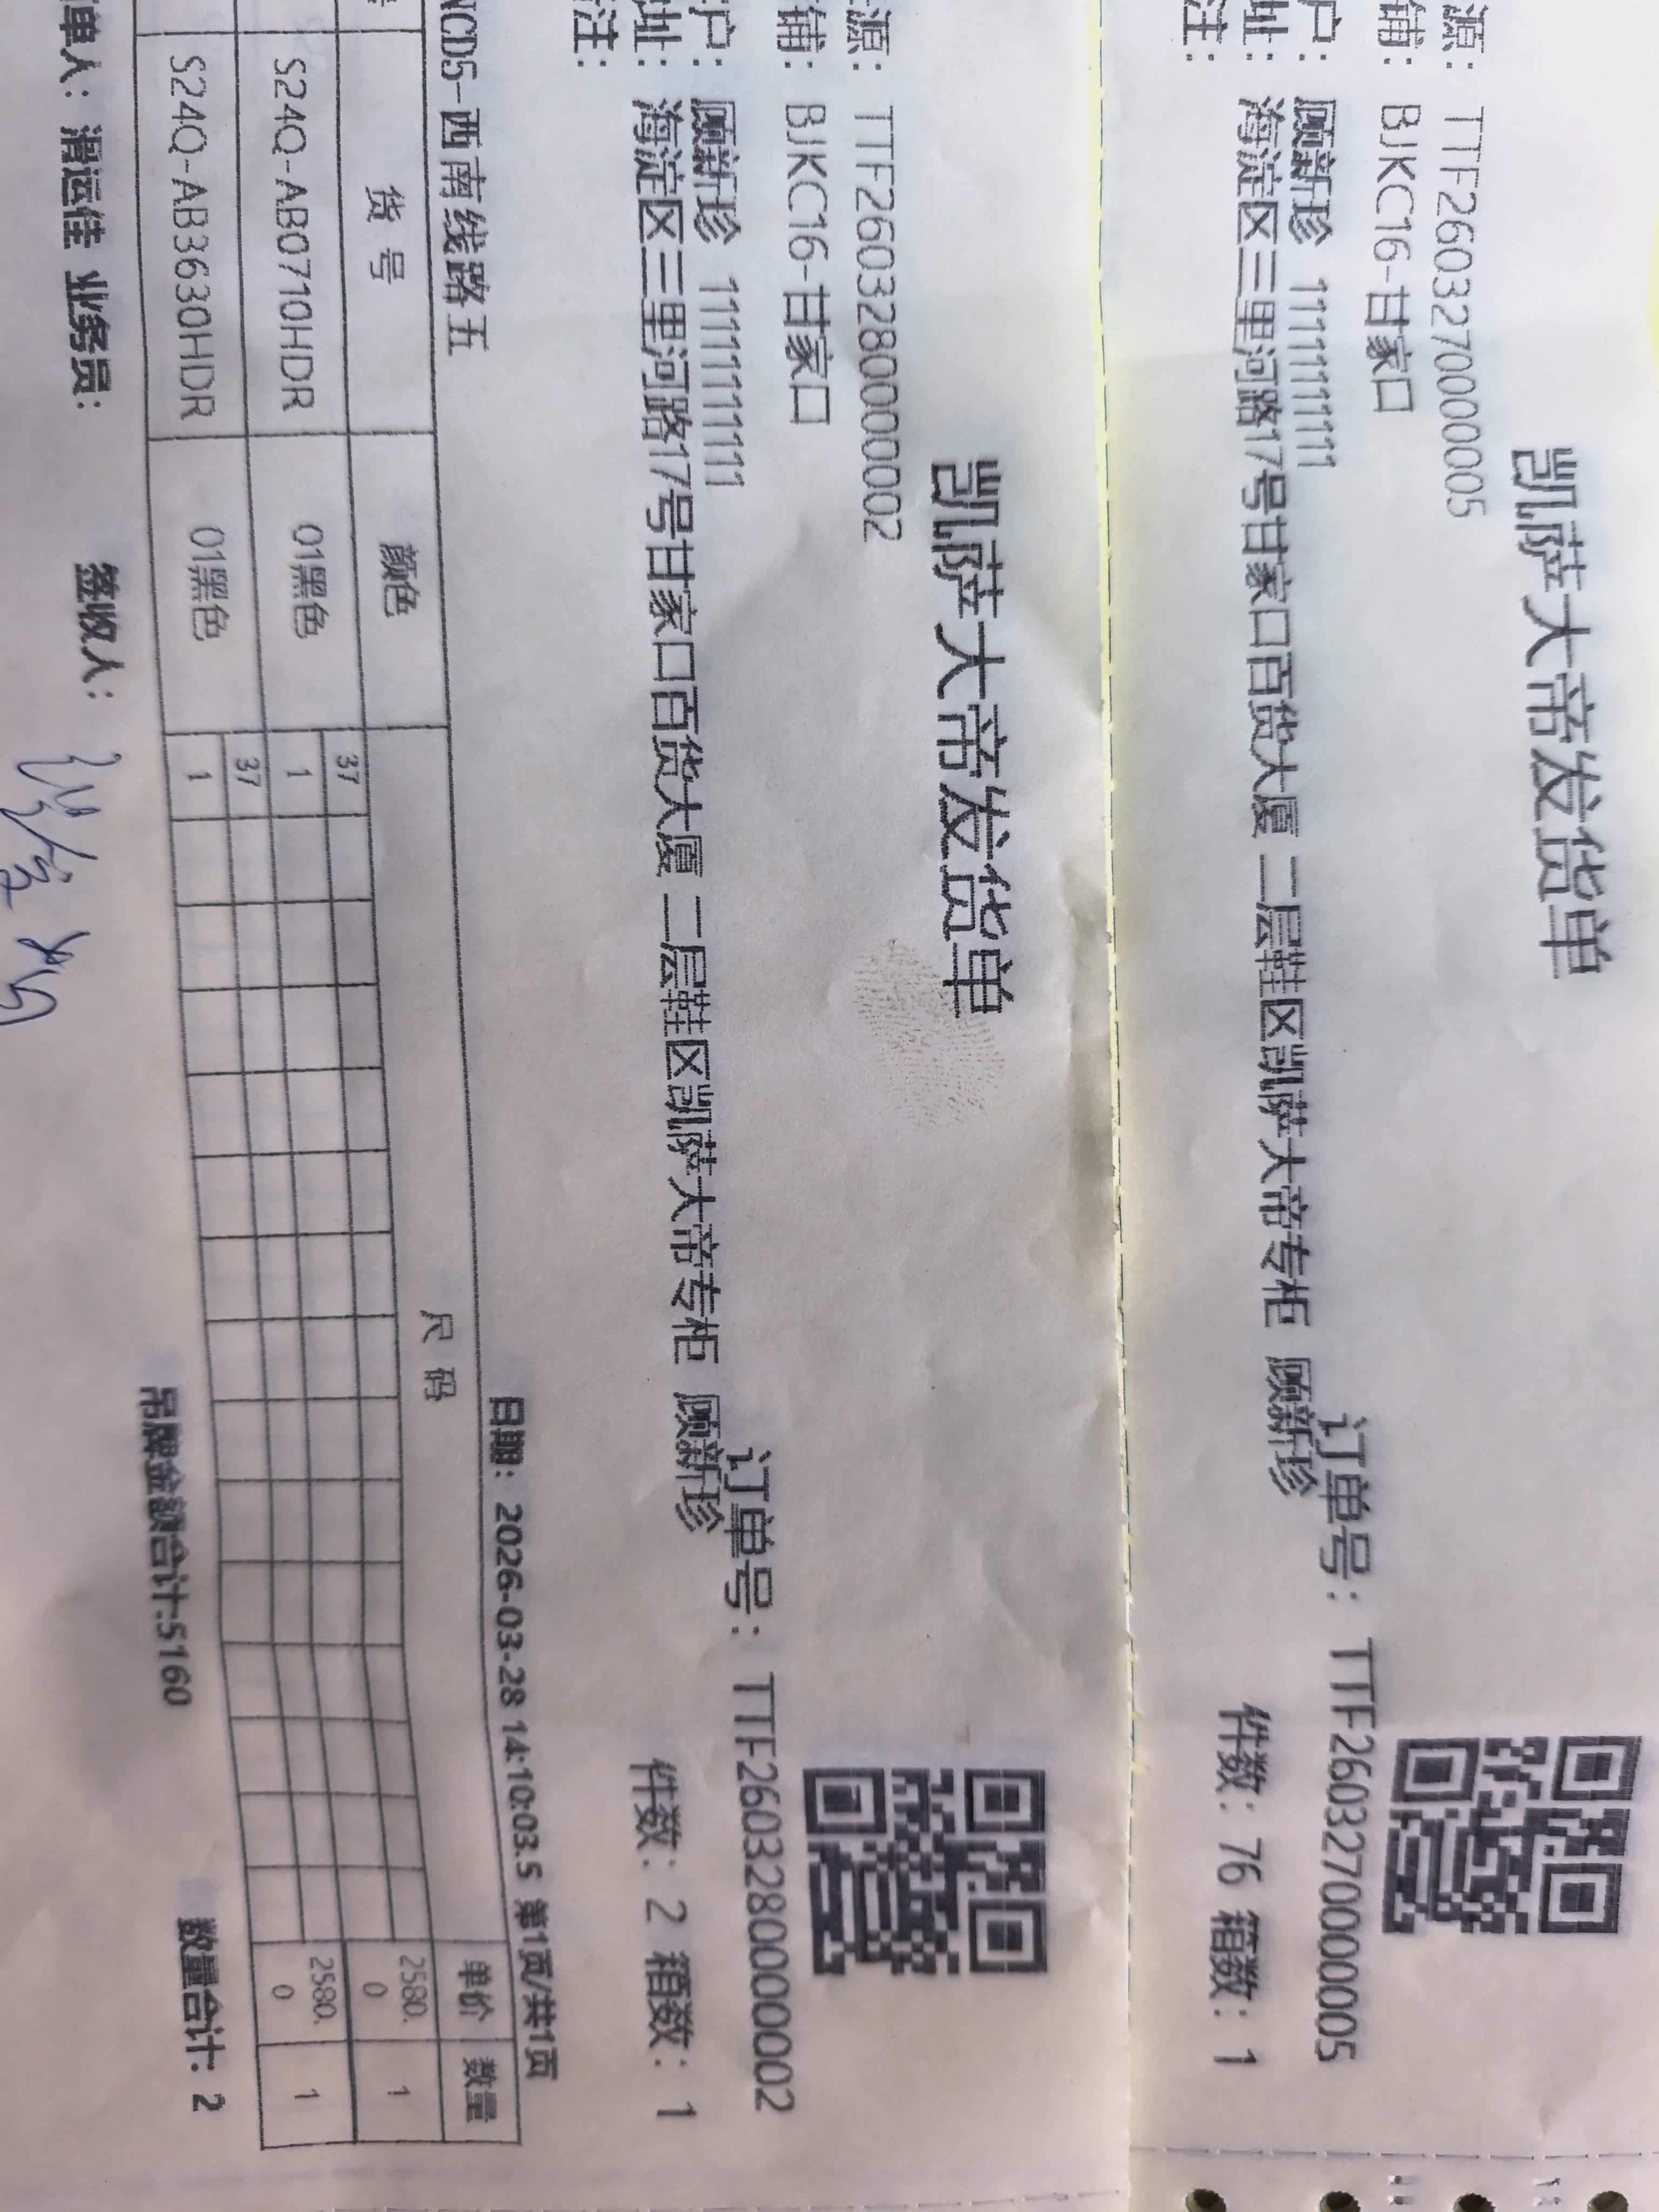 凯萨大帝发货单
源： TTF260327000000005
铺： BJKC16-甘家口
订单号： TTF260327000000005
户： 顾新珍 11111111111
址： 海淀区三里河路17号甘家口百货大厦 二层鞋区凯萨大帝专柜 顾新珍
注：
件数： 76 箱数： 1
凯萨大帝发货单
源： TTF260328000000002
铺： BJKC16-甘家口
订单号： TTF260328000000002
户： 顾新珍 11111111111
址： 海淀区三里河路17号甘家口百货大厦 二层鞋区凯萨大帝专柜 顾新珍
注：
件数： 2 箱数： 1
NCD5-西南线路五 日期： 2026-03-28 14:10:03.5 第1页/共1页
号 货号 颜色 尺码 单价 数量
S24Q-AB0710HDR 01黑色 37 1 2580.0 1
S24Q-AB3630HDR 01黑色 37 1 2580.0 1
吊牌金额合计:5160 数量合计: 2
单人： 滑运佳 业务员： 签收人：